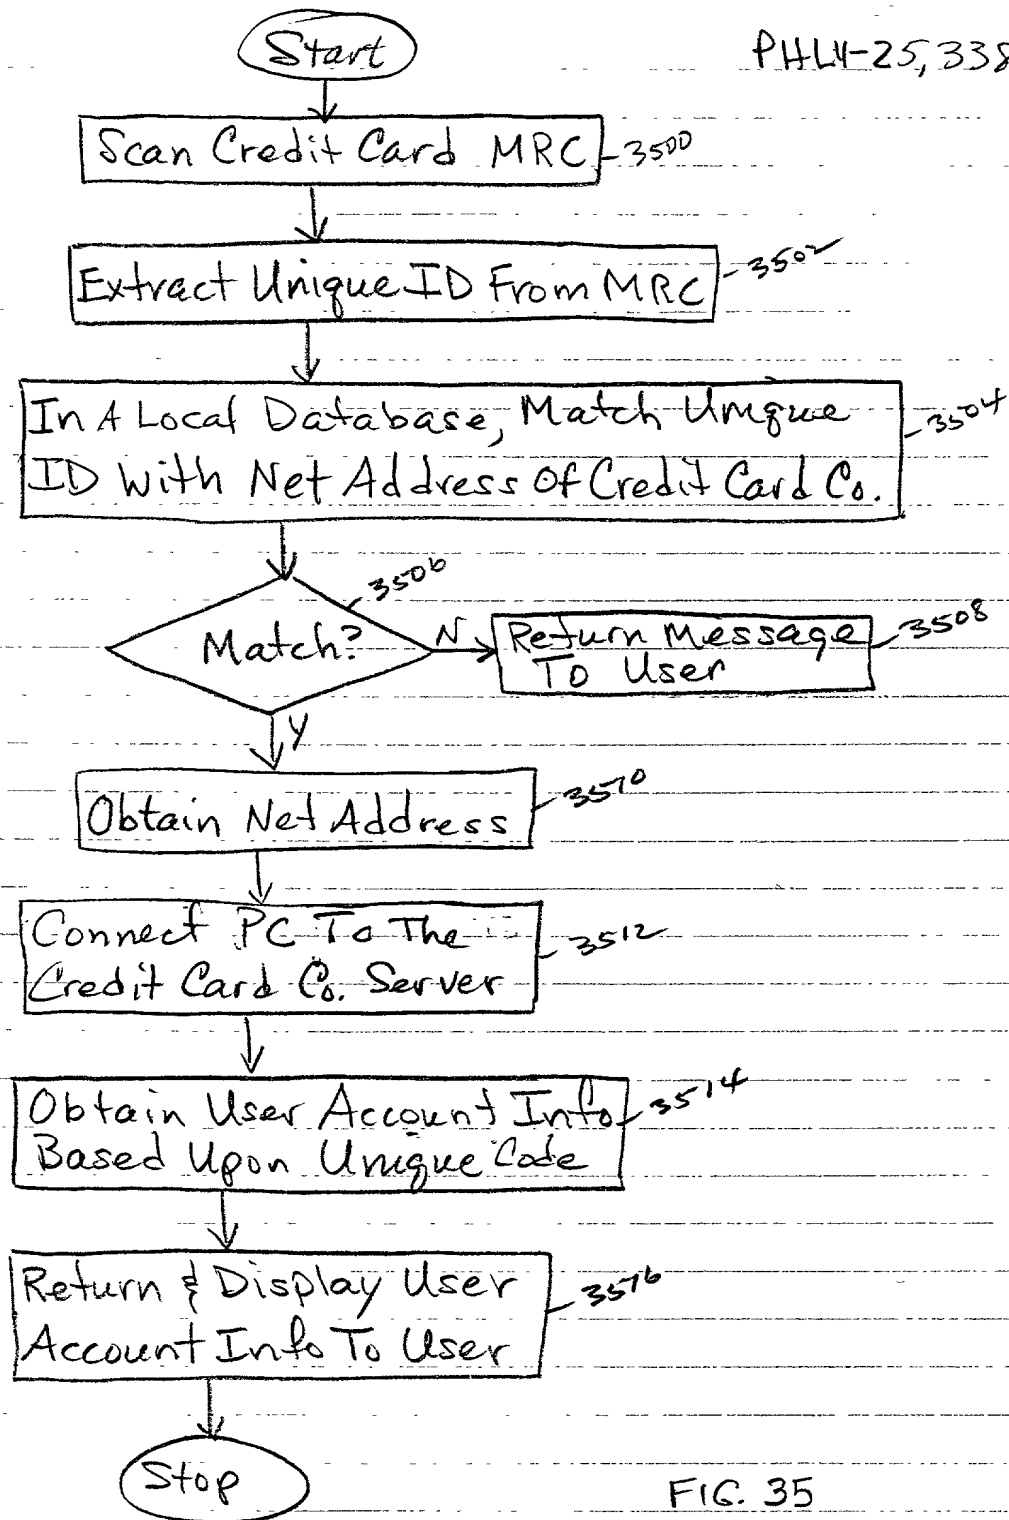 Start
PHLY-25,338
Scan Credit Card MRC
3500
Extract Unique ID From MRC
3502
In A Local Database, Match Unique
ID With Net Address Of Credit Card Co.
3504
3506
Match?
N
Return Message
To User
3508
Y
Obtain Net Address
3510
Connect PC To The
Credit Card Co. Server
3512
Obtain User Account Info
Based Upon Unique Code
3514
Return & Display User
Account Info To User
3516
Stop
FIG. 35